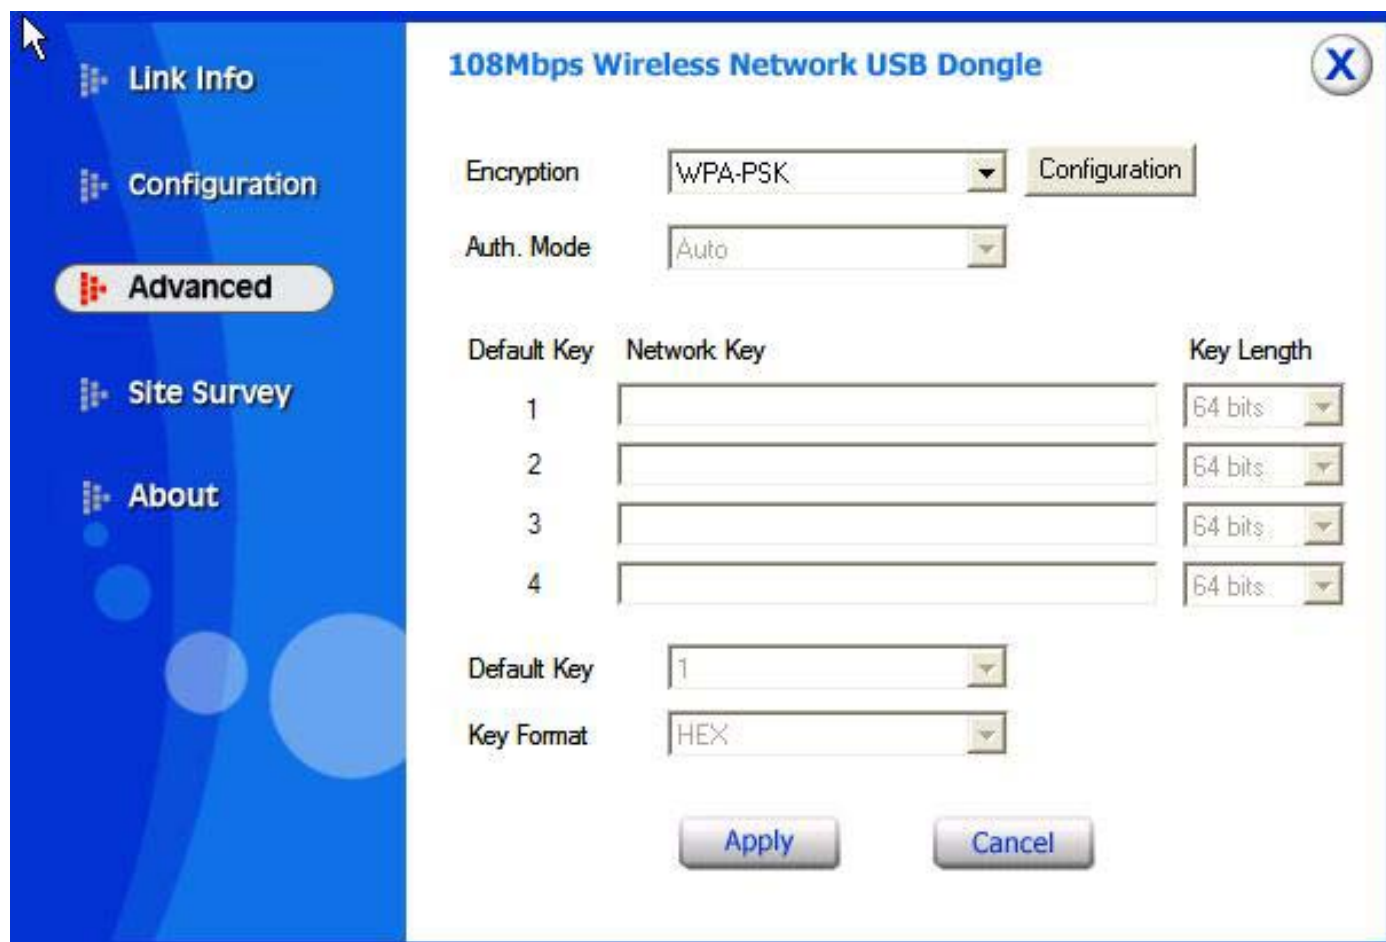 Link Info
Configuration
Advanced
Site Survey
About
108Mbps Wireless Network USB Dongle
X
Encryption WPA-PSK Configuration
Auth. Mode Auto
Default Key Network Key Key Length
1 64 bits
2 64 bits
3 64 bits
4 64 bits
Default Key 1
Key Format HEX
Apply Cancel